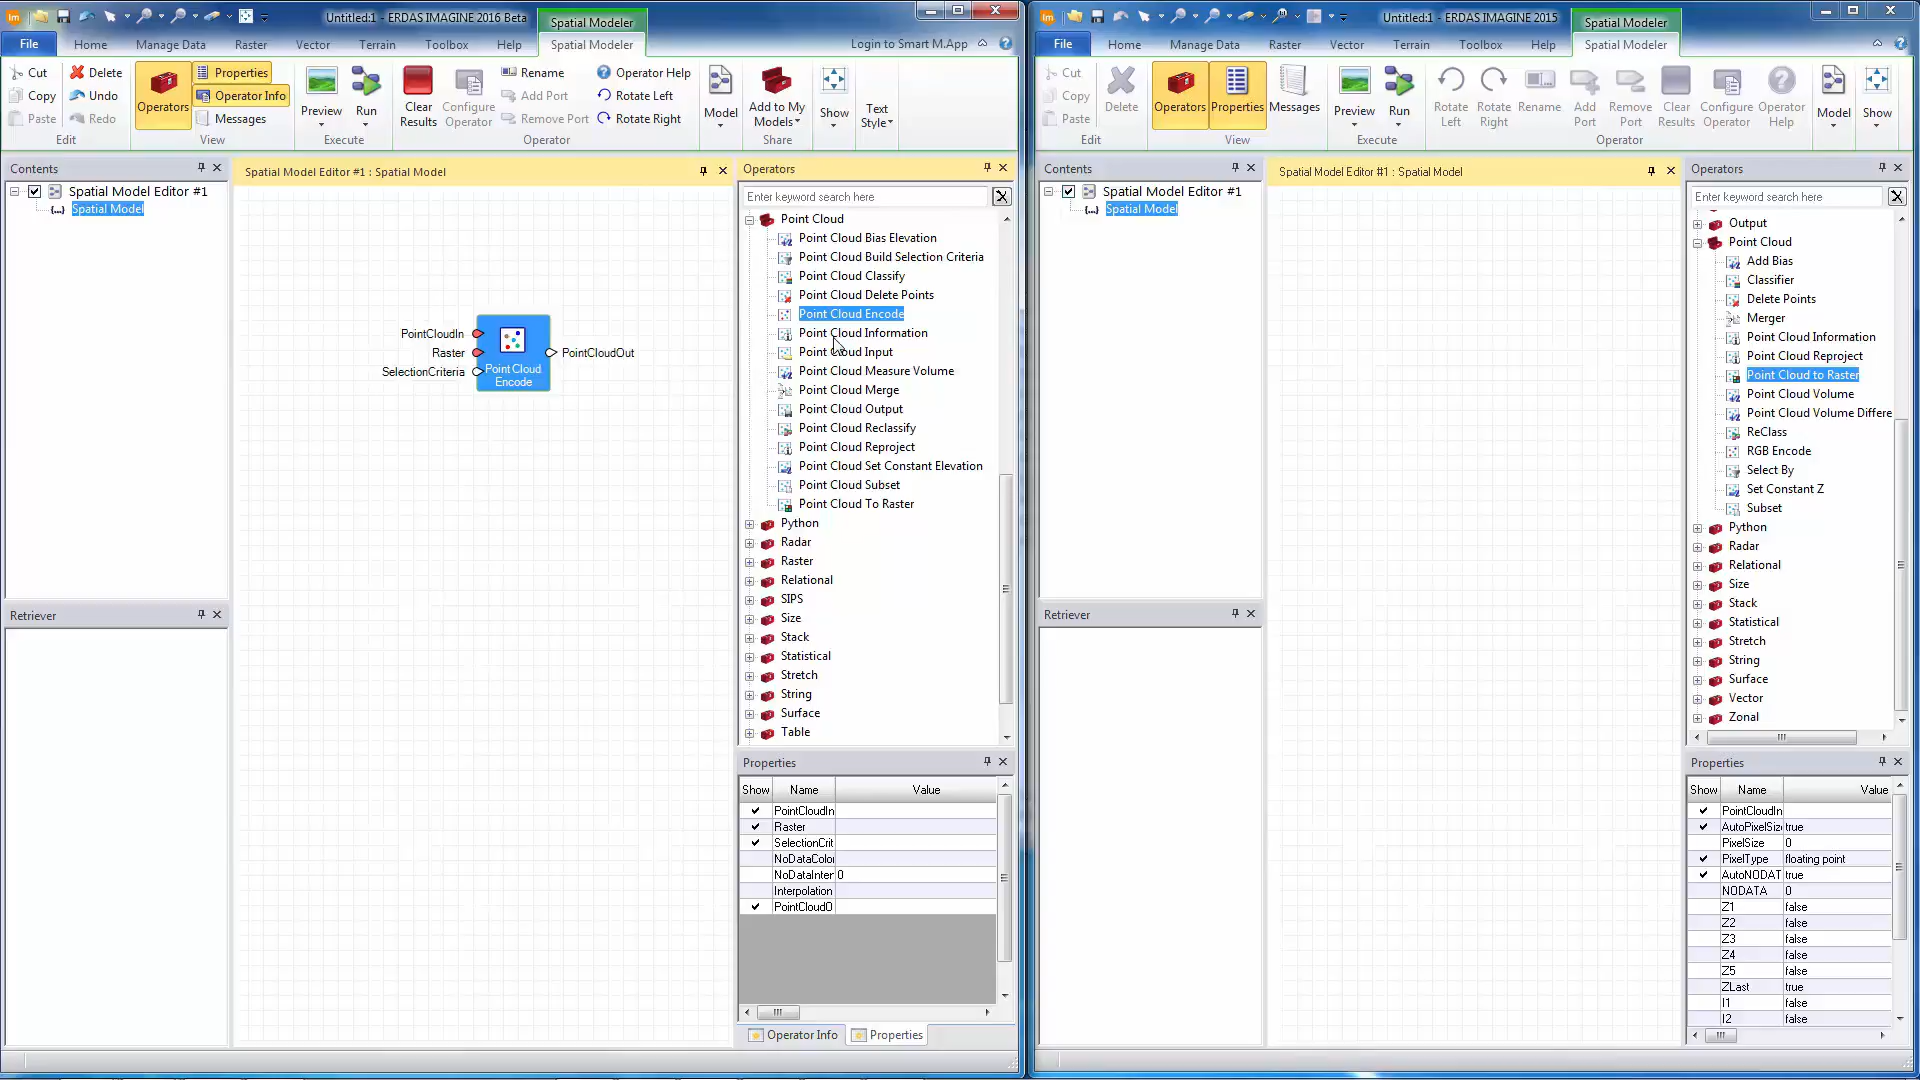 Untitled:1 - ERDAS IMAGINE 2016 Beta
Spatial Modeler
File
Home
Manage Data
Raster
Vector
Terrain
Toolbox
Help
Spatial Modeler
Login to Smart M.App
Cut
Copy
Paste
Delete
Undo
Redo
Edit
Operators
Properties
Operator Info
Messages
View
Preview
Run
Execute
Clear Results
Configure Operator
Rename
Add Port
Remove Port
Operator Help
Rotate Left
Rotate Right
Operator
Model
Add to My Models
Share
Show
Text Style
Contents
Spatial Model Editor #1
Spatial Model
Retriever
Spatial Model Editor #1 : Spatial Model
PointCloudIn
Raster
SelectionCriteria
Point Cloud
Encode
PointCloudOut
Operators
Enter keyword search here
Point Cloud
Point Cloud Bias Elevation
Point Cloud Build Selection Criteria
Point Cloud Classify
Point Cloud Delete Points
Point Cloud Encode
Point Cloud Information
Point Cloud Input
Point Cloud Measure Volume
Point Cloud Merge
Point Cloud Output
Point Cloud Reclassify
Point Cloud Reproject
Point Cloud Set Constant Elevation
Point Cloud Subset
Point Cloud To Raster
Python
Radar
Raster
Relational
SIPS
Size
Stack
Statistical
Stretch
String
Surface
Table
Properties
Show Name Value
PointCloudIn
Raster
SelectionCrit
NoDataColo
NoDataInter 0
Interpolation
PointCloudO
Operator Info
Properties
Untitled:1 - ERDAS IMAGINE 2015
Spatial Modeler
File
Home
Manage Data
Raster
Vector
Terrain
Toolbox
Help
Spatial Modeler
Cut
Copy
Paste
Delete
Edit
Operators
Properties
Messages
View
Preview
Run
Execute
Rotate Left
Rotate Right
Rename
Add Port
Remove Port
Clear Results
Configure Operator
Operator Help
Operator
Model
Show
Contents
Spatial Model Editor #1
Spatial Model
Retriever
Spatial Model Editor #1 : Spatial Model
Operators
Enter keyword search here
Output
Point Cloud
Add Bias
Classifier
Delete Points
Merger
Point Cloud Information
Point Cloud Reproject
Point Cloud to Raster
Point Cloud Volume
Point Cloud Volume Differe
ReClass
RGB Encode
Select By
Set Constant Z
Subset
Python
Radar
Relational
Size
Stack
Statistical
Stretch
String
Surface
Vector
Zonal
Properties
Show Name Value
PointCloudIn
AutoPixelSiz true
PixelSize 0
PixelType floating point
AutoNODAT true
NODATA 0
Z1 false
Z2 false
Z3 false
Z4 false
Z5 false
ZLast true
I1 false
I2 false